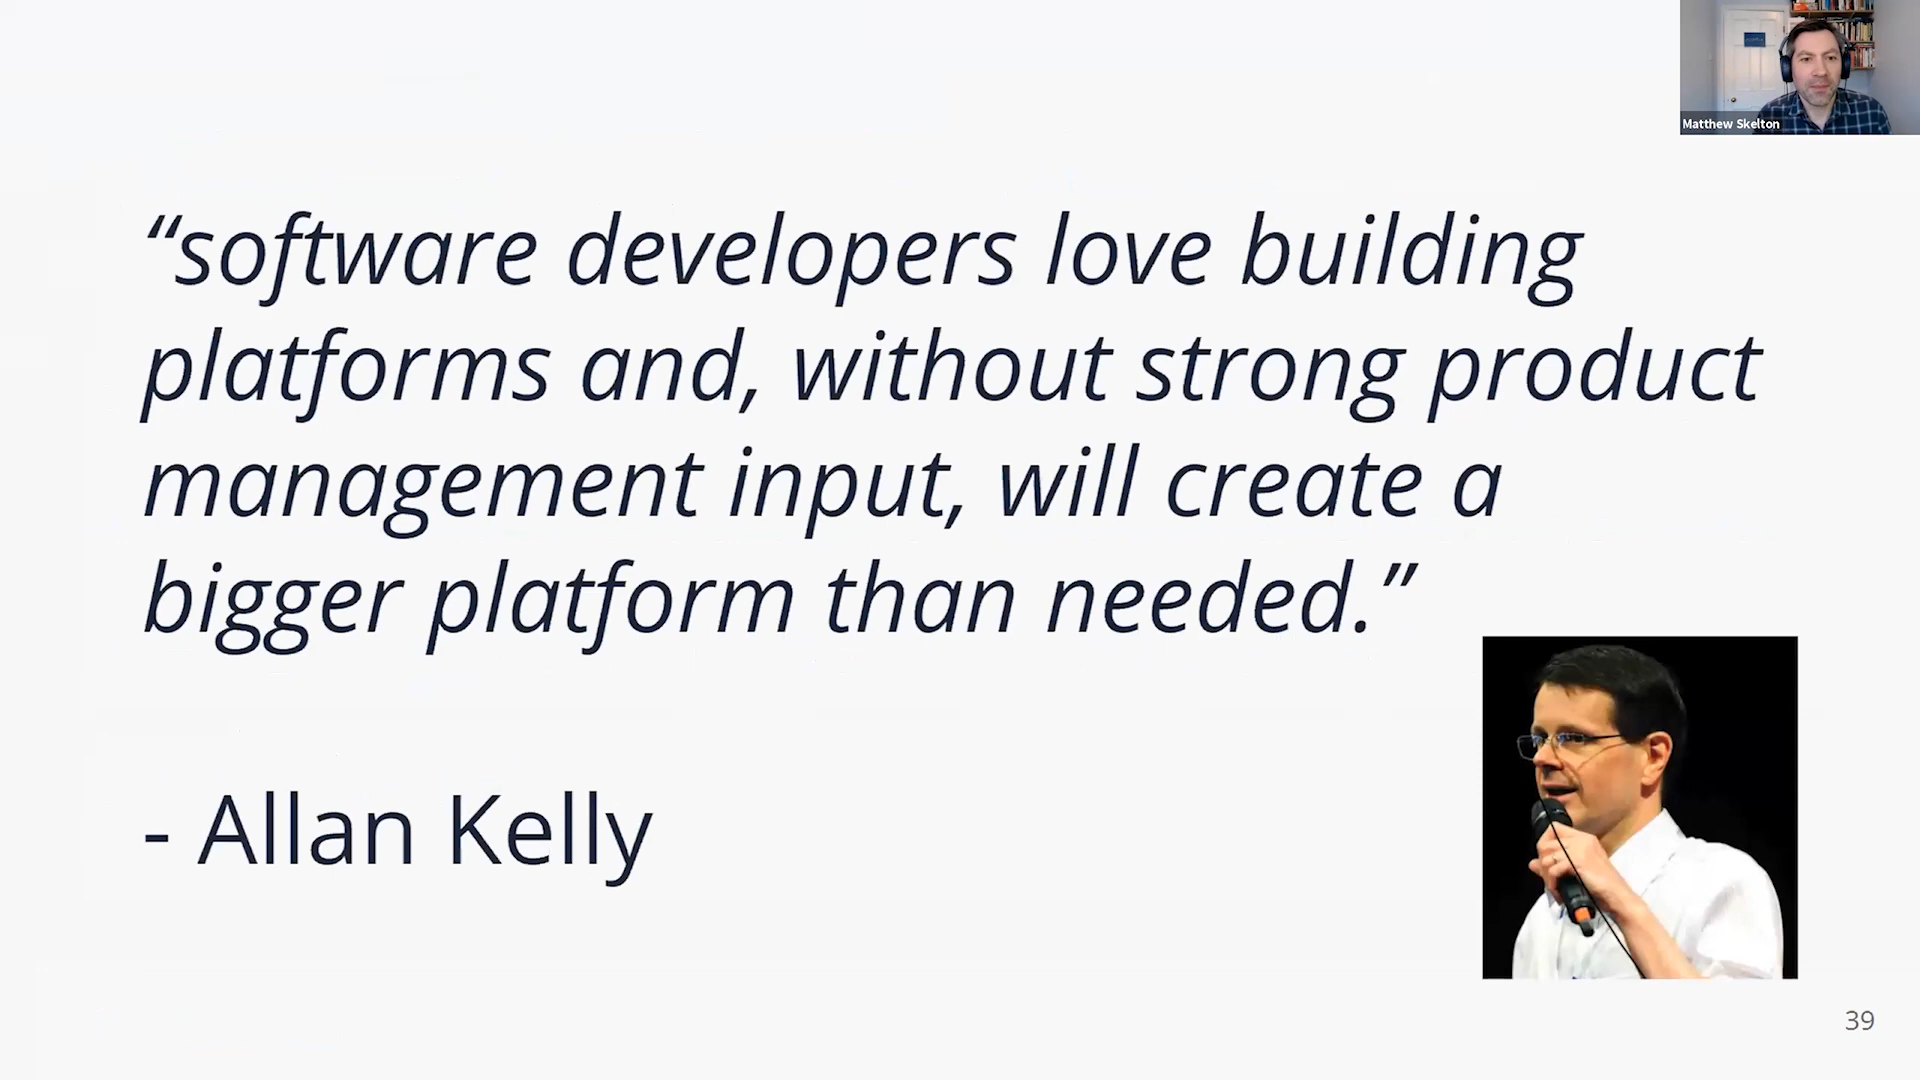 Matthew Skelton
“software developers love building
platforms and, without strong product
management input, will create a
bigger platform than needed.”
- Allan Kelly
39